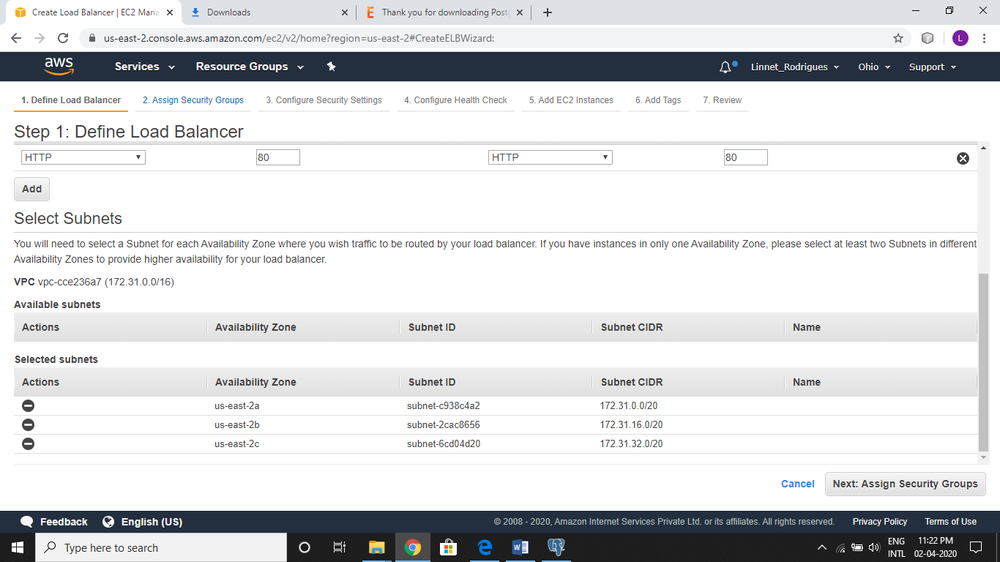 Create Load Balancer | EC2 Mana
Downloads
Thank you for downloading Post
us-east-2.console.aws.amazon.com/ec2/v2/home?region=us-east-2#CreateELBWizard:
L
aws Services Resource Groups Linnet_Rodrigues Ohio Support
1. Define Load Balancer 2. Assign Security Groups 3. Configure Security Settings 4. Configure Health Check 5. Add EC2 Instances 6. Add Tags 7. Review
Step 1: Define Load Balancer
HTTP 80 HTTP 80
Add
Select Subnets
You will need to select a Subnet for each Availability Zone where you wish traffic to be routed by your load balancer. If you have instances in only one Availability Zone, please select at least two Subnets in different
Availability Zones to provide higher availability for your load balancer.
VPC vpc-cce236a7 (172.31.0.0/16)
Available subnets
Actions Availability Zone Subnet ID Subnet CIDR Name
Selected subnets
Actions Availability Zone Subnet ID Subnet CIDR Name
us-east-2a subnet-c938c4a2 172.31.0.0/20
us-east-2b subnet-2cac8656 172.31.16.0/20
us-east-2c subnet-6cd04d20 172.31.32.0/20
Cancel Next: Assign Security Groups
Feedback English (US) © 2008 - 2020, Amazon Internet Services Private Ltd. or its affiliates. All rights reserved. Privacy Policy Terms of Use
Type here to search
ENG 11:22 PM
INTL 02-04-2020